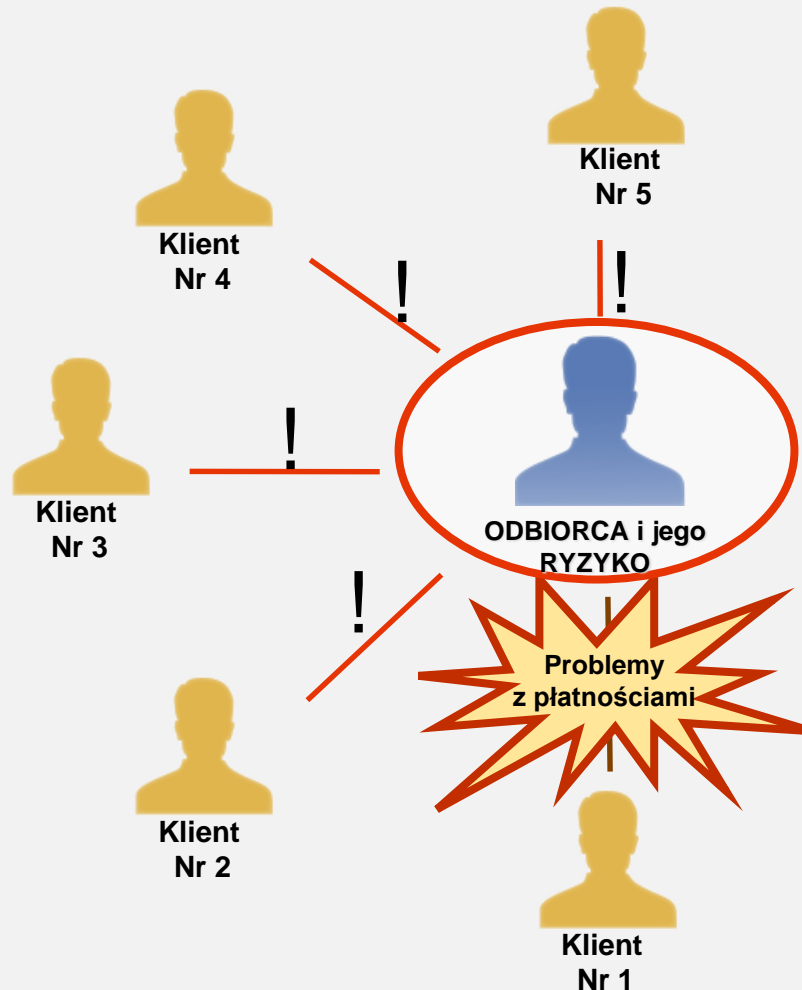 Klient
Nr 5
Klient
Nr 4
!
!
!
Klient
Nr 3
ODBIORCA i jego
RYZYKO
!
Problemy
z płatnościami
Klient
Nr 2
Klient
Nr 1